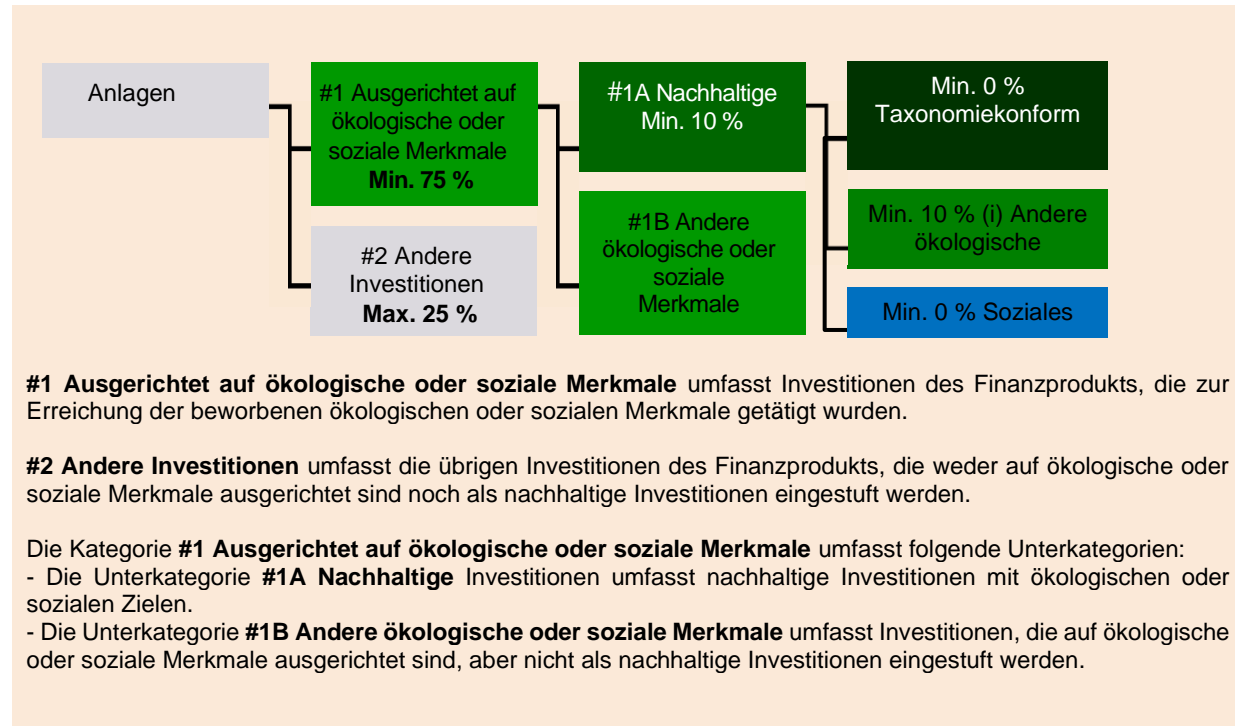 Anlagen
#1 Ausgerichtet auf
ökologische oder
soziale Merkmale
Min. 75 %
#2 Andere
Investitionen
Max. 25 %
#1A Nachhaltige
Min. 10 %
#1B Andere
ökologische oder
soziale
Merkmale
Min. 0 %
Taxonomiekonform
Min. 10 % (i) Andere
ökologische
Min. 0 % Soziales
#1 Ausgerichtet auf ökologische oder soziale Merkmale umfasst Investitionen des Finanzprodukts, die zur
Erreichung der beworbenen ökologischen oder sozialen Merkmale getätigt wurden.
#2 Andere Investitionen umfasst die übrigen Investitionen des Finanzprodukts, die weder auf ökologische oder
soziale Merkmale ausgerichtet sind noch als nachhaltige Investitionen eingestuft werden.
Die Kategorie #1 Ausgerichtet auf ökologische oder soziale Merkmale umfasst folgende Unterkategorien:
- Die Unterkategorie #1A Nachhaltige Investitionen umfasst nachhaltige Investitionen mit ökologischen oder
sozialen Zielen.
- Die Unterkategorie #1B Andere ökologische oder soziale Merkmale umfasst Investitionen, die auf ökologische
oder soziale Merkmale ausgerichtet sind, aber nicht als nachhaltige Investitionen eingestuft werden.